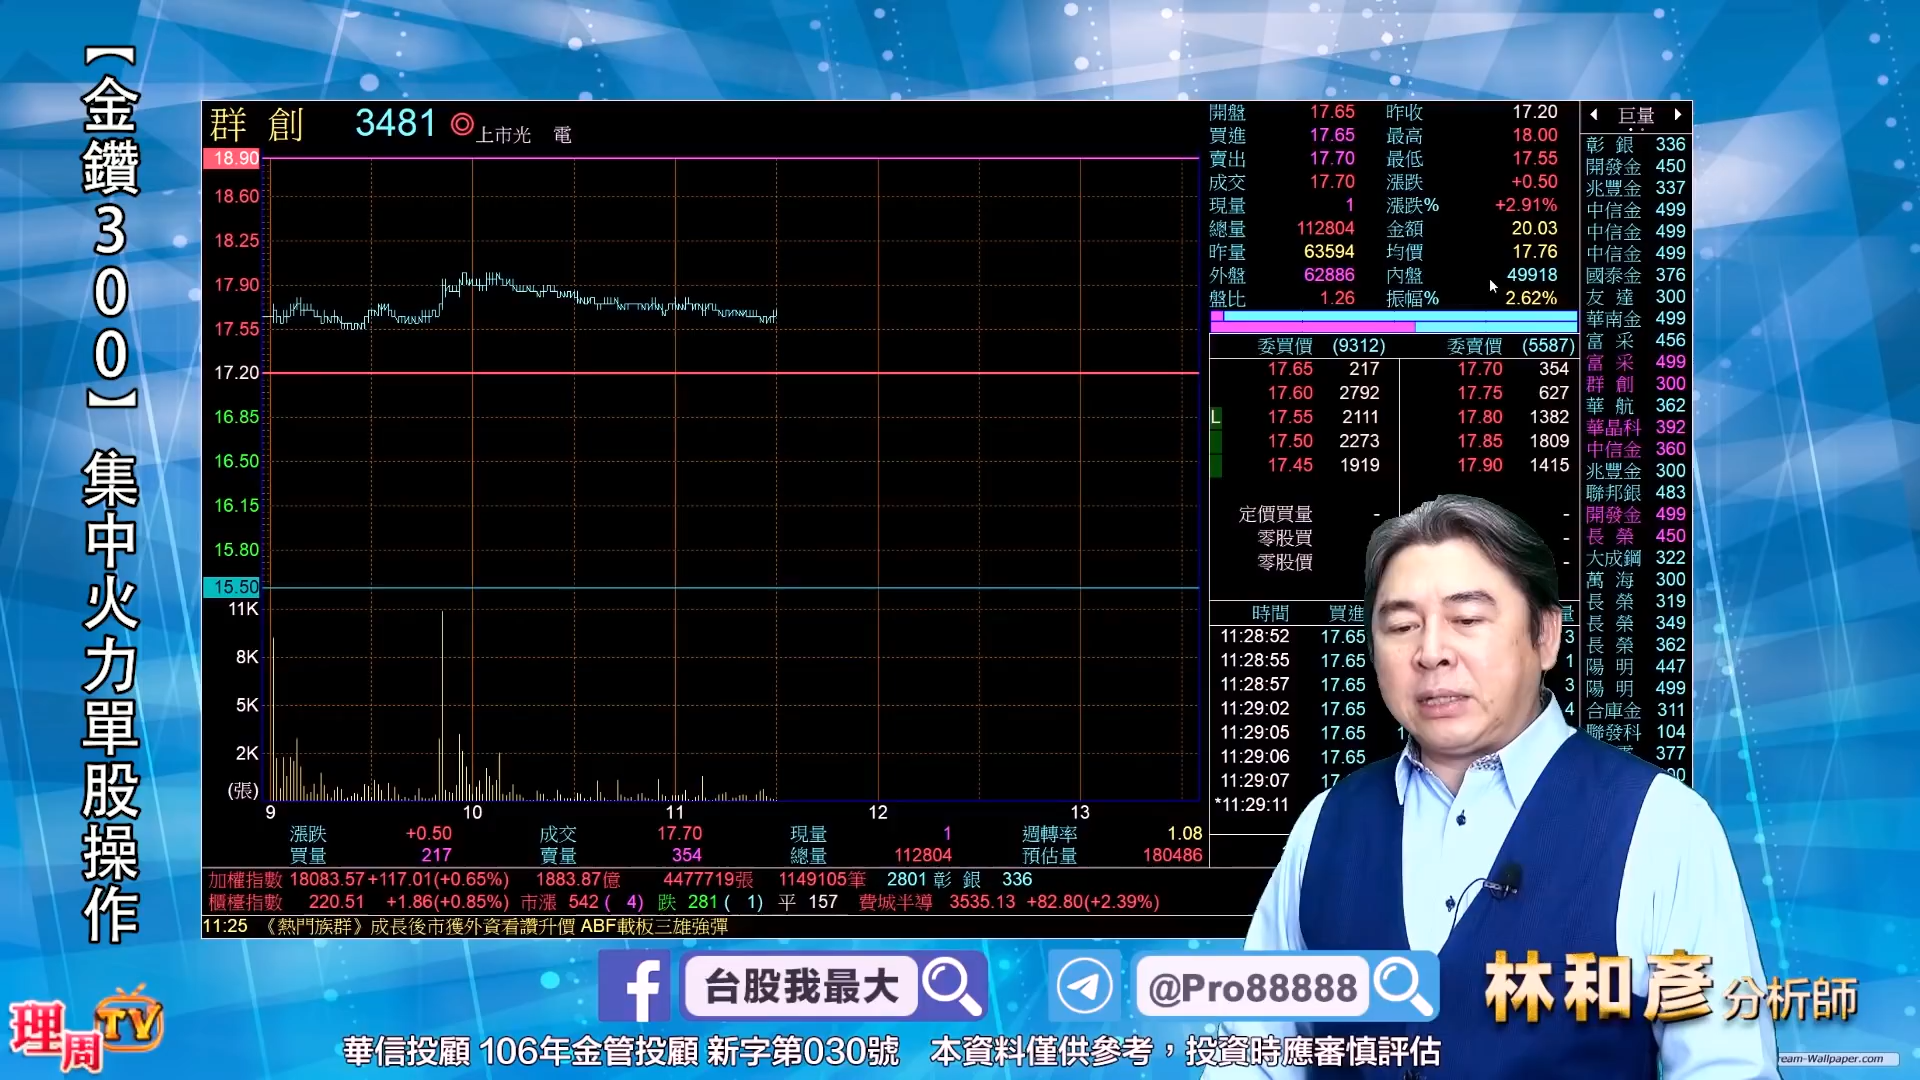 【金鑽300】集中火力單股操作
群創 3481 ◎上市光 電
18.90
18.60
18.25
17.90
17.55
17.20
16.85
16.50
16.15
15.80
15.50
11K
8K
5K
2K
(張)
9 10 11 12 13
開盤 17.65 昨收 17.20
買進 17.65 最高 18.00
賣出 17.70 最低 17.55
成交 17.70 漲跌 +0.50
現量 1 漲跌% +2.91%
總量 112804 金額 20.03
昨量 63594 均價 17.76
外盤 62886 內盤 49918
盤比 1.26 振幅% 2.62%
委買價 (9312) 委賣價 (5587)
17.65 217 17.70 354
17.60 2792 17.75 627
L 17.55 2111 17.80 1382
17.50 2273 17.85 1809
17.45 1919 17.90 1415
定價買量 - -
零股買 -
零股價 -
時間 買進 量
11:28:52 17.65 3
11:28:55 17.65 1
11:28:57 17.65 3
11:29:02 17.65 4
11:29:05 17.65 1
11:29:06 17.65
11:29:07 17.
*11:29:11
巨量
彰銀 336
開發金 450
兆豐金 337
中信金 499
中信金 499
中信金 499
國泰金 376
友達 300
華南金 499
富采 456
富采 499
群創 300
華航 362
華晶科 392
中信金 360
兆豐金 300
聯邦銀 483
開發金 499
長榮 450
大成鋼 322
萬海 300
長榮 319
長榮 349
長榮 362
陽明 447
陽明 499
合庫金 311
聯發科 104
377
漲跌 +0.50 成交 17.70 現量 1 週轉率 1.08
買量 217 賣量 354 總量 112804 預估量 180486
加權指數 18083.57 +117.01(+0.65%) 1883.87億 4477719張 1149105筆 2801 彰銀 336
櫃檯指數 220.51 +1.86(+0.85%) 市漲 542( 4) 跌 281( 1) 平 157 費城半導 3535.13 +82.80(+2.39%)
11:25 《熱門族群》成長後市獲外資看讚升價 ABF載板三雄強彈
台股我最大
@Pro88888
林和彥 分析師
理周TV
華信投顧 106年金管投顧 新字第030號 本資料僅供參考，投資時應審慎評估
ream-Wallpaper.com